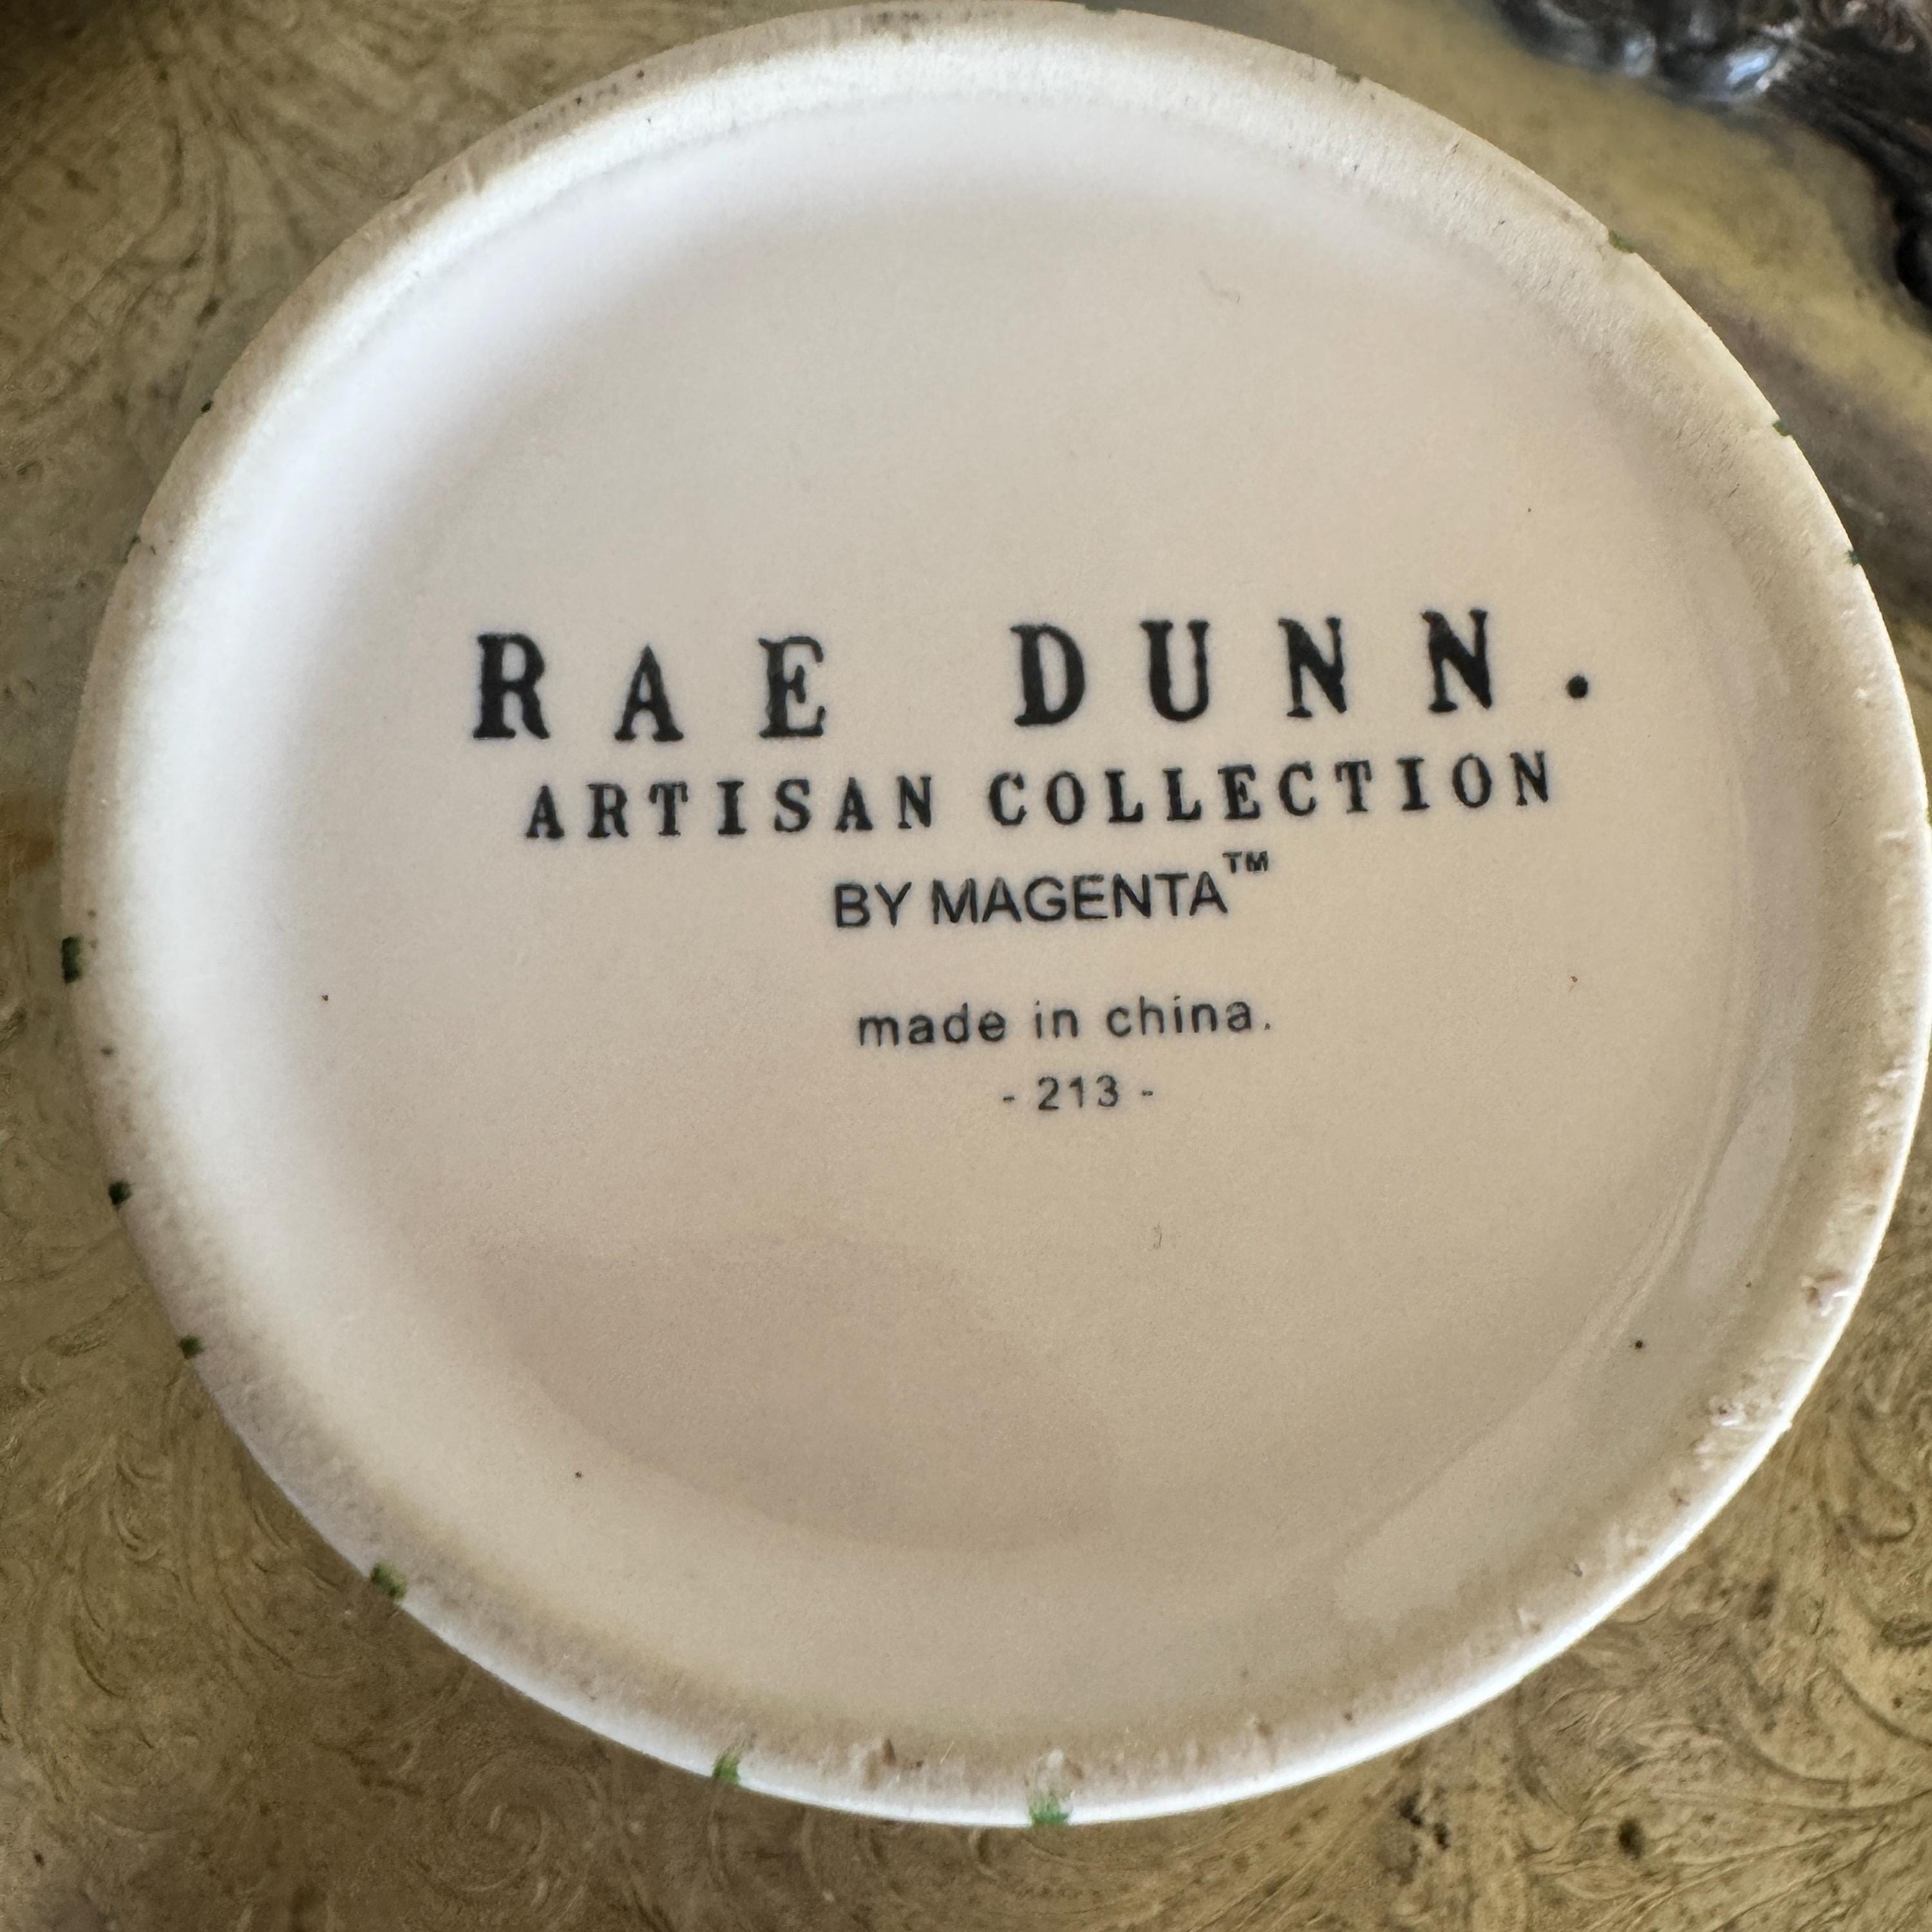 RAE DUNN.
ARTISAN COLLECTION
BY MAGENTA™
made in china.
- 213 -